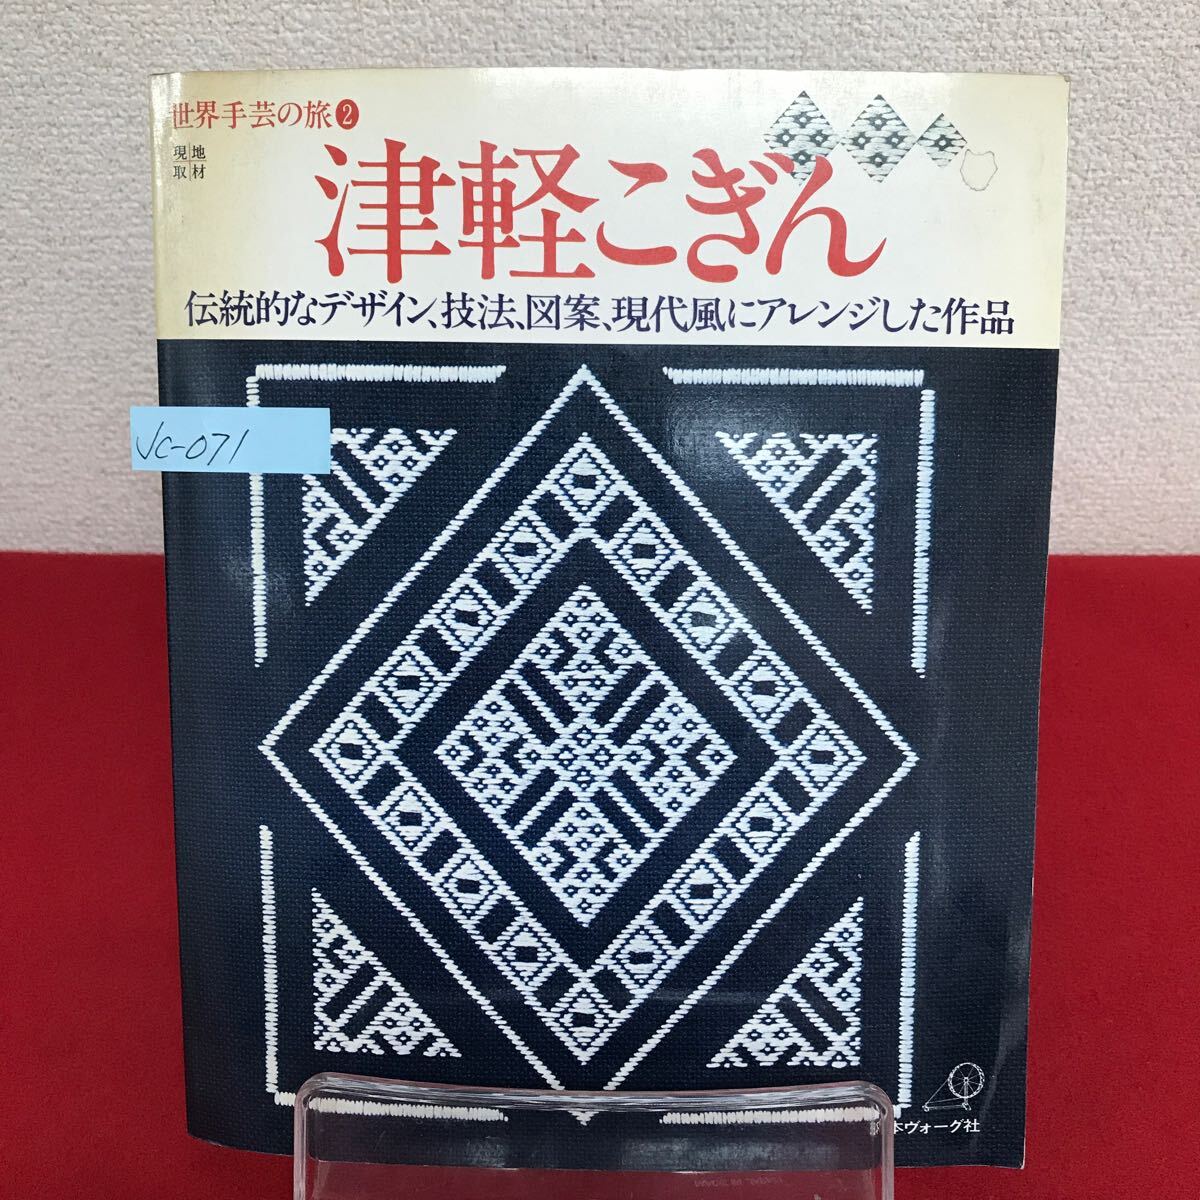 世界手芸の旅❷
現地
取材
津軽こぎん
伝統的なデザイン、技法、図案、現代風にアレンジした作品
JC-071
本ヴォーグ社